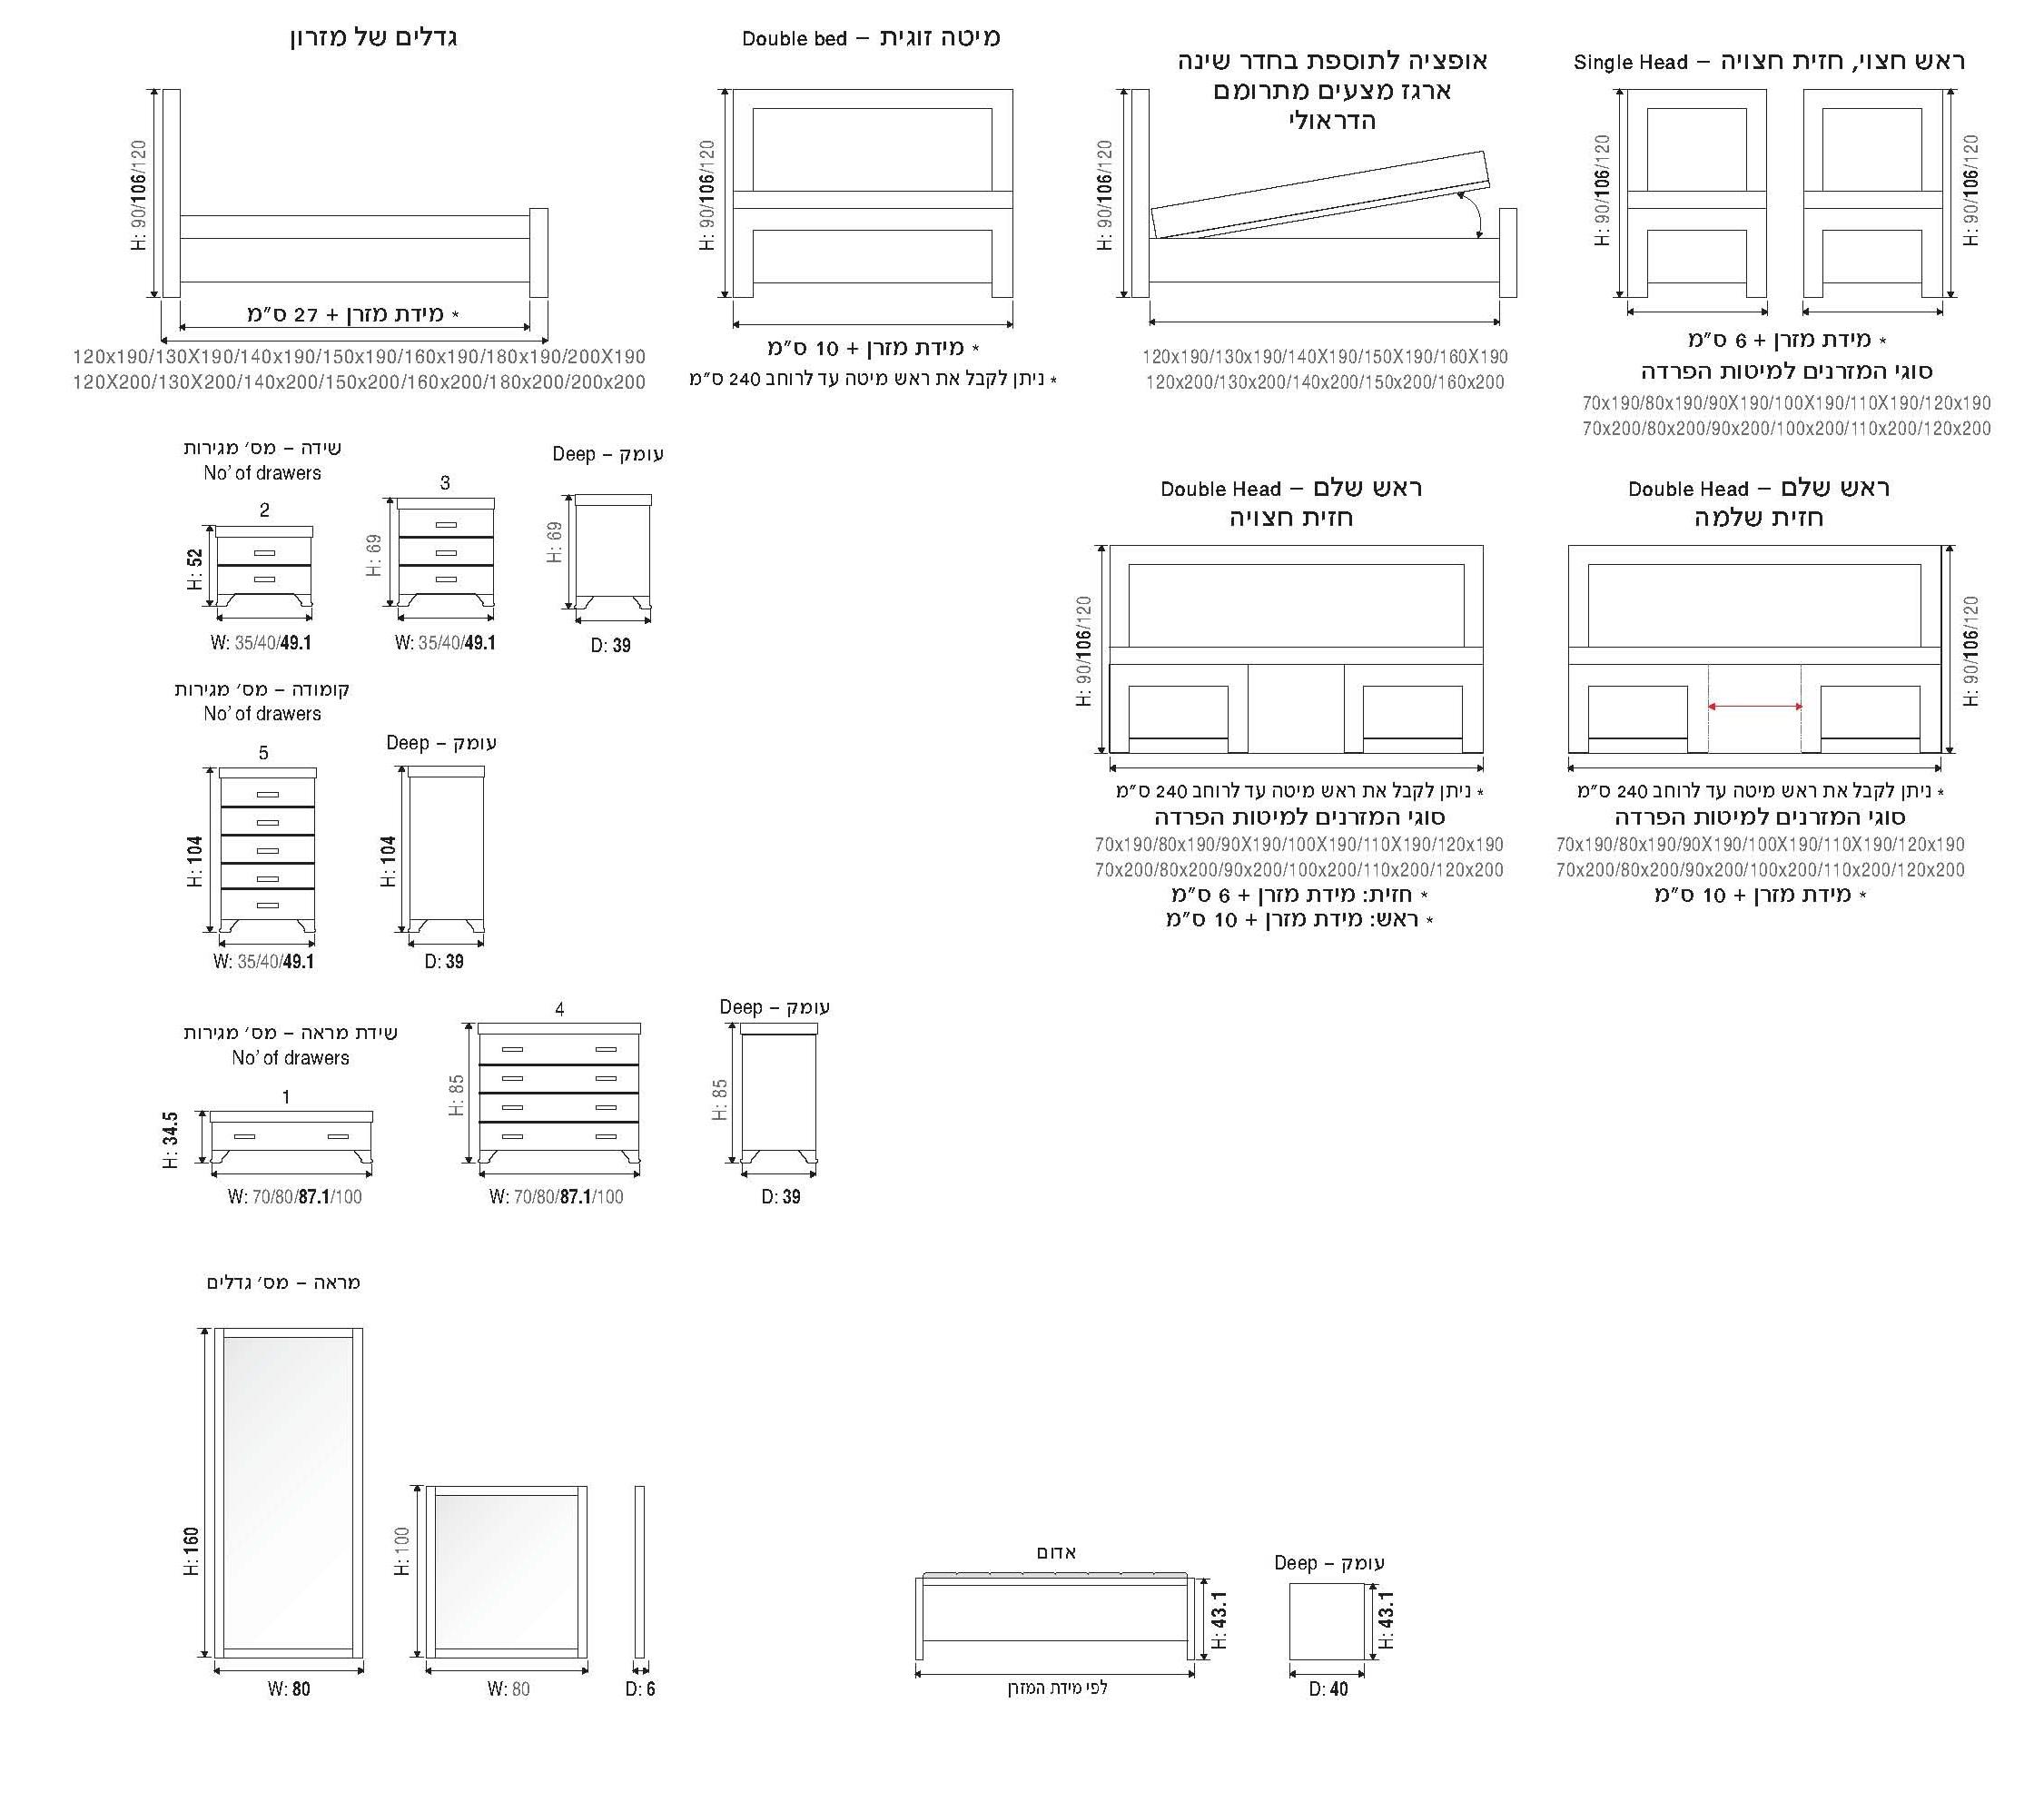 גדלים של מזרון
H: 90/106/120
* מידת מזרן + 27 ס"מ
120x190/130X190/140x190/150x190/160x190/180x190/200X190
120X200/130X200/140x200/150x200/160x200/180x200/200x200
מיטה זוגית – Double bed
H: 90/106/120
* מידת מזרן + 10 ס"מ
* ניתן לקבל את ראש מיטה עד לרוחב 240 ס"מ
אופציה לתוספת בחדר שינה
ארגז מצעים מתרומם
הדראולי
H: 90/106/120
120x190/130x190/140X190/150X190/160X190
120x200/130x200/140x200/150x200/160x200
ראש חצוי, חזית חצויה – Single Head
H: 90/106/120
H: 90/106/120
* מידת מזרן + 6 ס"מ
סוגי המזרנים למיטות הפרדה
70x190/80x190/90X190/100X190/110X190/120x190
70x200/80x200/90x200/100x200/110x200/120x200
שידה – מס' מגירות
No' of drawers
2
H: 52
W: 35/40/49.1
3
H: 69
W: 35/40/49.1
עומק – Deep
H: 69
D: 39
ראש שלם – Double Head
חזית חצויה
H: 90/106/120
* ניתן לקבל את ראש מיטה עד לרוחב 240 ס"מ
סוגי המזרנים למיטות הפרדה
70x190/80x190/90X190/100X190/110X190/120x190
70x200/80x200/90x200/100x200/110x200/120x200
* חזית: מידת מזרן + 6 ס"מ
* ראש: מידת מזרן + 10 ס"מ
ראש שלם – Double Head
חזית שלמה
H: 90/106/120
* ניתן לקבל את ראש מיטה עד לרוחב 240 ס"מ
סוגי המזרנים למיטות הפרדה
70x190/80x190/90X190/100X190/110X190/120x190
70x200/80x200/90x200/100x200/110x200/120x200
* מידת מזרן + 10 ס"מ
קומודה – מס' מגירות
No' of drawers
5
H: 104
W: 35/40/49.1
עומק – Deep
H: 104
D: 39
שידת מראה – מס' מגירות
No' of drawers
1
H: 34.5
W: 70/80/87.1/100
4
H: 85
W: 70/80/87.1/100
עומק – Deep
H: 85
D: 39
מראה – מס' גדלים
H: 160
W: 80
H: 100
W: 80
D: 6
אדום
H: 43.1
לפי מידת המזרן
עומק – Deep
H: 43.1
D: 40